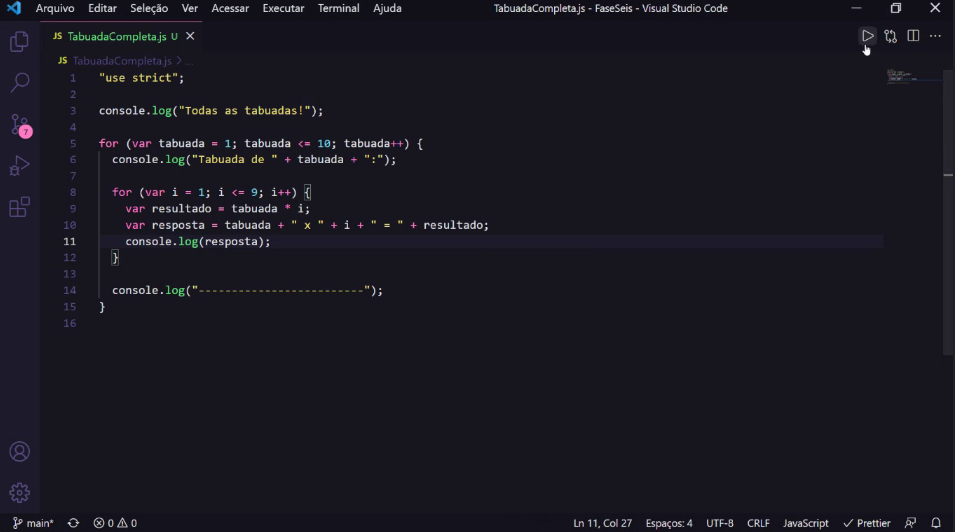 Arquivo Editar Seleção Ver Acessar Executar Terminal Ajuda TabuadaCompleta.js - FaseSeis - Visual Studio Code
JS TabuadaCompleta.js U
JS TabuadaCompleta.js > ...
1 "use strict";
2
3 console.log("Todas as tabuadas!");
4
5 for (var tabuada = 1; tabuada <= 10; tabuada++) {
6 console.log("Tabuada de " + tabuada + ":");
7
8 for (var i = 1; i <= 9; i++) {
9 var resultado = tabuada * i;
10 var resposta = tabuada + " x " + i + " = " + resultado;
11 console.log(resposta);
12 }
13
14 console.log("-------------------------");
15 }
16
7
main* 0 0 Ln 11, Col 27 Espaços: 4 UTF-8 CRLF JavaScript Prettier